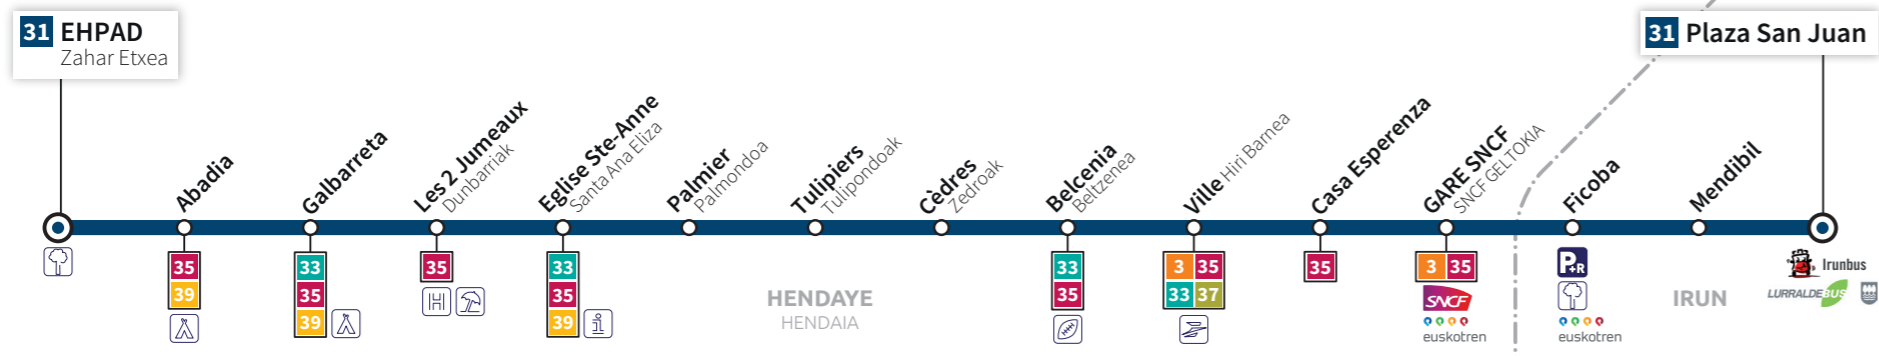 31 EHPAD
Zahar Etxea
31 Plaza San Juan
Abadia
Galbarreta
Les 2 Jumeaux
Dunbarriak
Eglise Ste-Anne
Santa Ana Eliza
Palmier
Palmondoa
Tulipiers
Tulipondoak
Cèdres
Zedroak
Belcenia
Beltzenea
Ville Hiri Barnea
Casa Esperenza
GARE SNCF
SNCF GELTOKIA
Ficoba
Mendibil
35
39
33
35
39
35
H
33
35
39
i
33
35
3 35
33 37
35
3 35
SNCF
euskotren
P+R
euskotren
Irunbus
LURRALDEBUS
HENDAYE
HENDAIA
IRUN